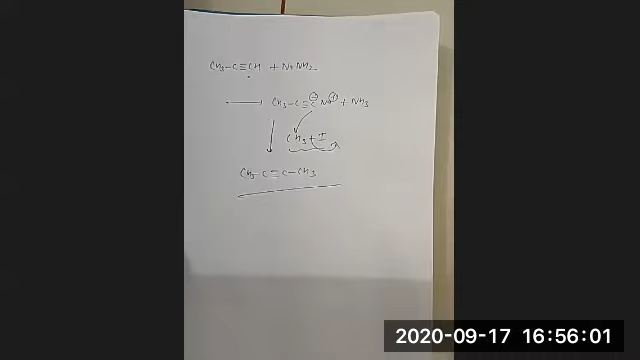 CH3-C≡CH + NaNH2
⟶ CH3-C≡C⊖ Na⊕ + NH3
CH3+I
CH3-C≡C-CH3
2020-09-17 16:56:01